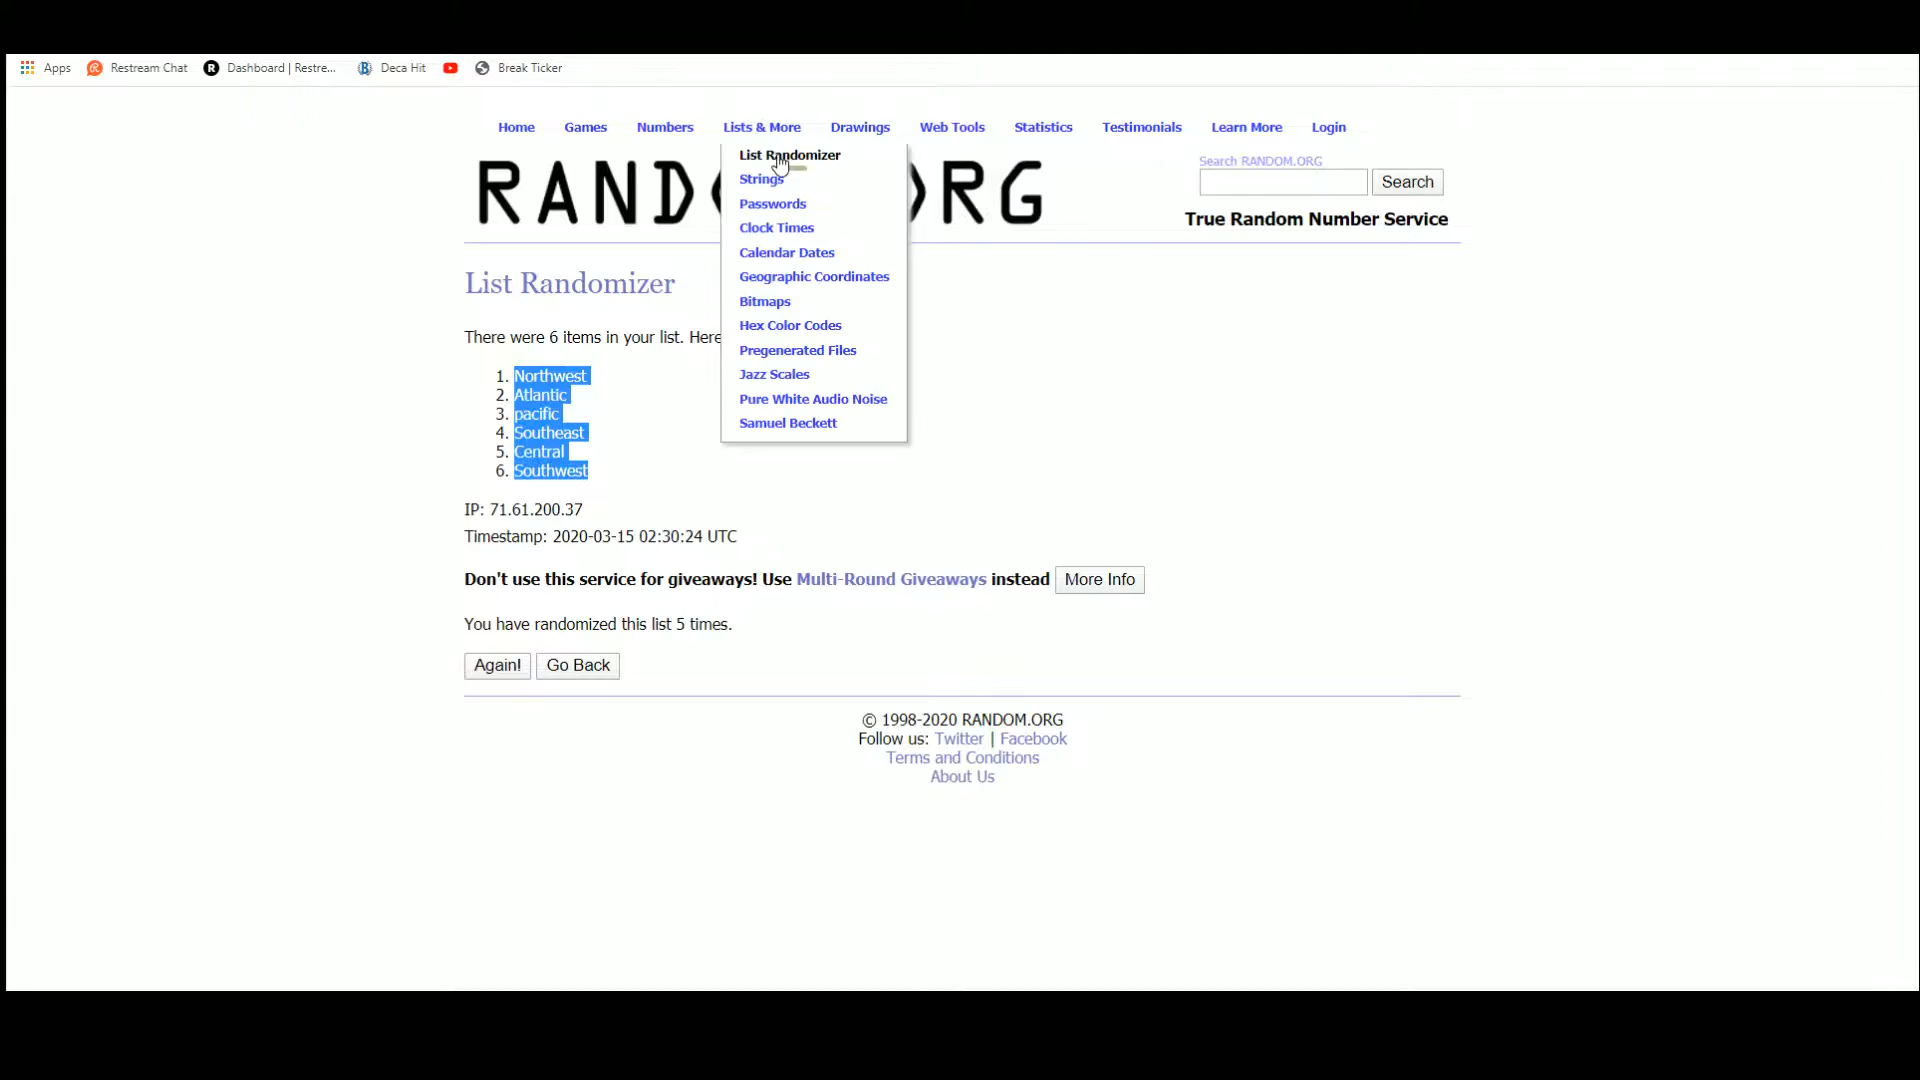 Apps Restream Chat Dashboard | Restre... Deca Hit Break Ticker
Home Games Numbers Lists & More Drawings Web Tools Statistics Testimonials Learn More Login
List Randomizer
Strings
Passwords
Clock Times
Calendar Dates
Geographic Coordinates
Bitmaps
Hex Color Codes
Pregenerated Files
Jazz Scales
Pure White Audio Noise
Samuel Beckett
RAND ORG
Search RANDOM.ORG
Search
True Random Number Service
List Randomizer
There were 6 items in your list. Here
1. Northwest
2. Atlantic
3. pacific
4. Southeast
5. Central
6. Southwest
IP: 71.61.200.37
Timestamp: 2020-03-15 02:30:24 UTC
Don't use this service for giveaways! Use Multi-Round Giveaways instead More Info
You have randomized this list 5 times.
Again! Go Back
© 1998-2020 RANDOM.ORG
Follow us: Twitter | Facebook
Terms and Conditions
About Us